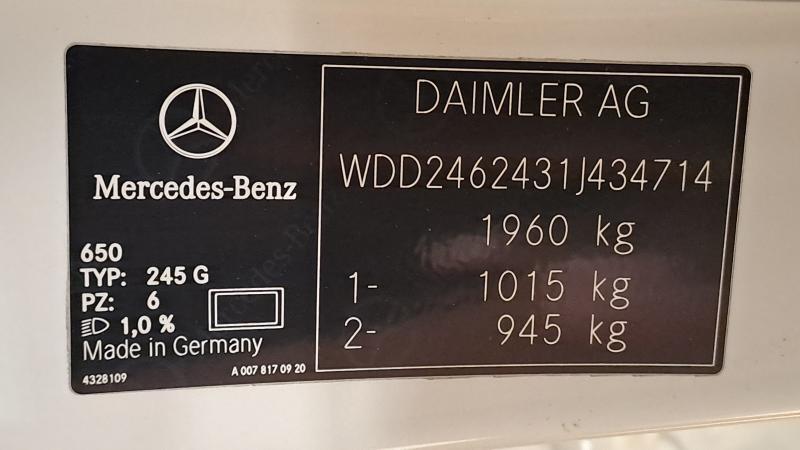 Mercedes-Benz
650
TYP: 245 G
PZ: 6
1,0 %
Made in Germany
4328109
A 007 817 09 20
DAIMLER AG
WDD2462431J434714
1960 kg
1- 1015 kg
2- 945 kg